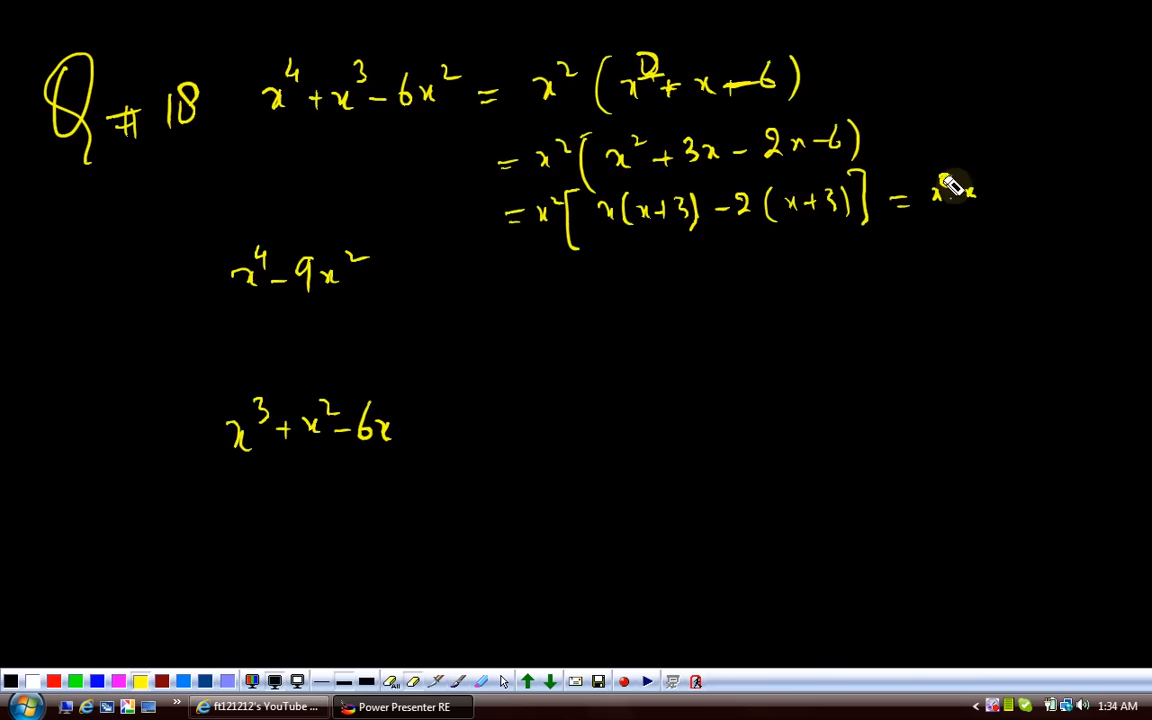 Q # 18 x⁴ + x³ - 6x² = x² (x² + x - 6)
= x² (x² + 3x - 2x - 6)
= x² [ x(x+3) - 2(x+3) ] =
x⁴ - 9x²
x³ + x² - 6x
ft121212's YouTube ... Power Presenter RE 1:34 AM